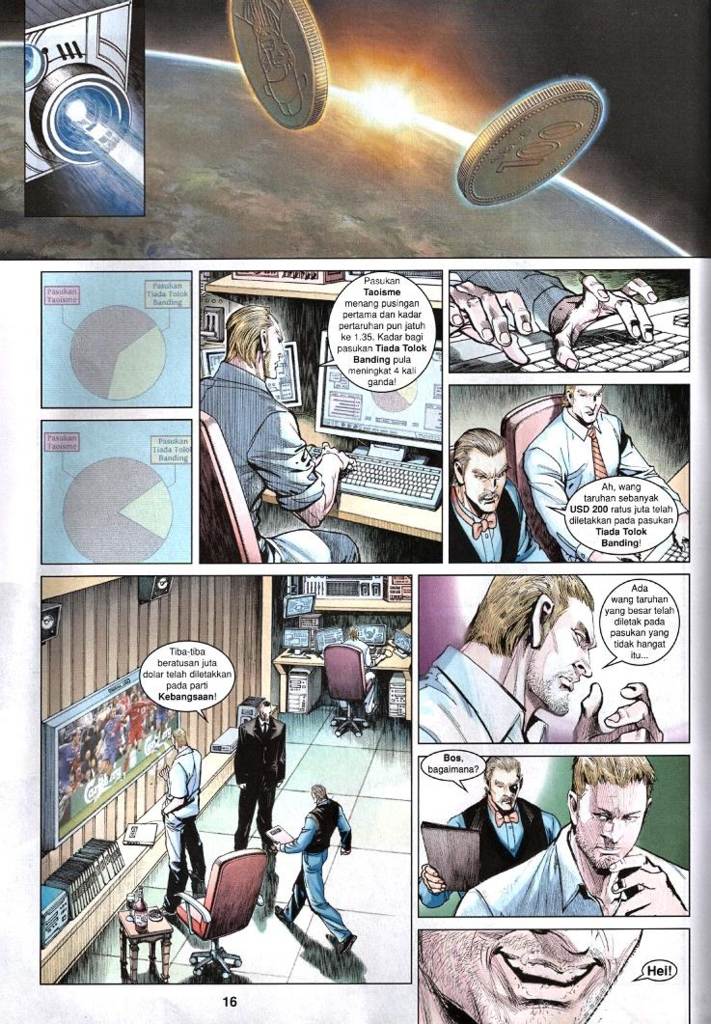 Pasukan
Taoisme
Pasukan
Tiada Tolok
Banding
Pasukan
Taoisme
Pasukan
Tiada Tolok
Banding
Pasukan
Taoisme
menang pusingan
pertama dan kadar
pertaruhan pun jatuh
ke 1.35. Kadar bagi
pasukan Tiada Tolok
Banding pula
meningkat 4 kali
ganda!
Ah, wang
taruhan sebanyak
USD 200 ratus juta telah
diletakkan pada pasukan
Tiada Tolok
Banding!
Tiba-tiba
beratusan juta
dolar telah diletakkan
pada parti
Kebangsaan!
Carlsberg
Ada
wang taruhan
yang besar telah
diletak pada
pasukan yang
tidak hangat
itu...
Bos,
bagaimana?
Hei!
16